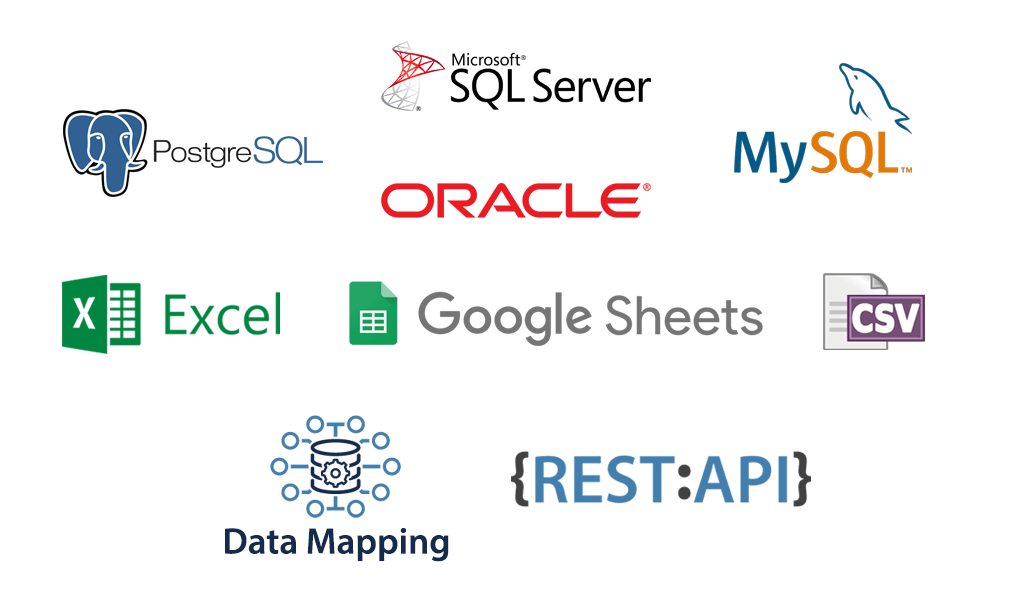 Microsoft®
SQL Server®
PostgreSQL
MySQL™
ORACLE®
X Excel
Google Sheets
CSV
Data Mapping
{REST:API}